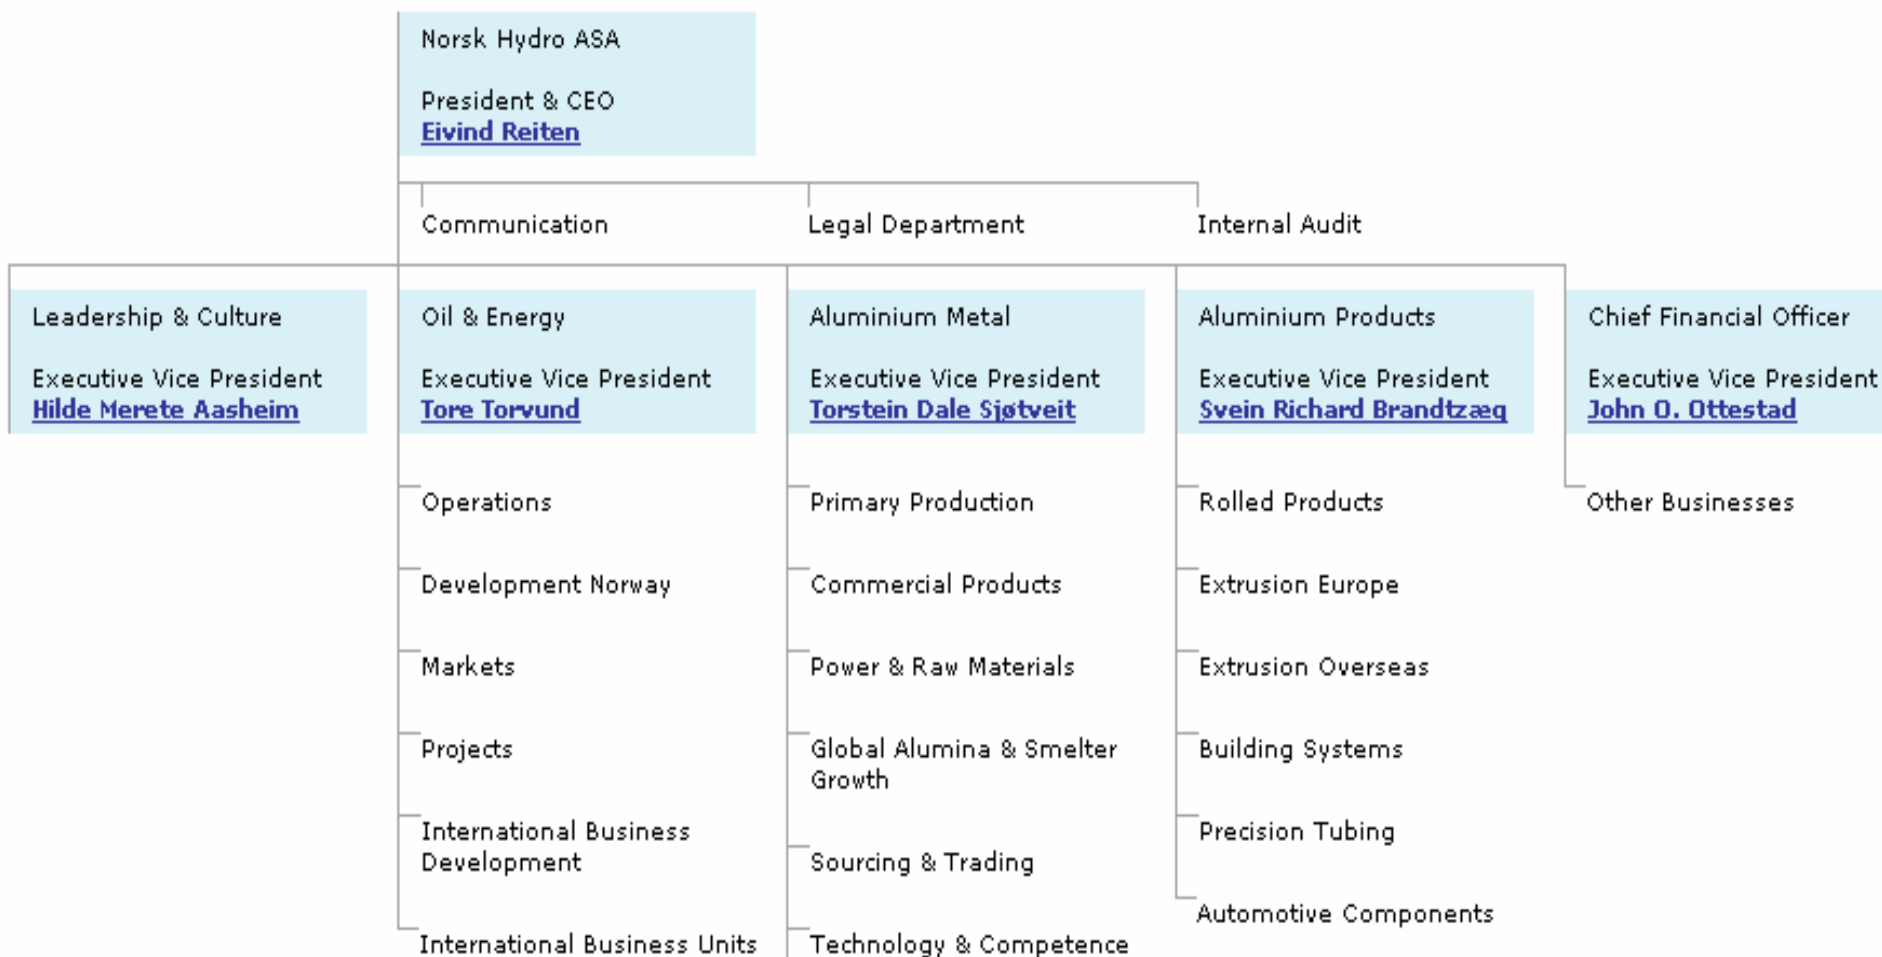 Norsk Hydro ASA
President & CEO
Eivind Reiten
Communication
Legal Department
Internal Audit
Leadership & Culture
Executive Vice President
Hilde Merete Aasheim
Oil & Energy
Executive Vice President
Tore Torvund
Operations
Development Norway
Markets
Projects
International Business
Development
International Business Units
Aluminium Metal
Executive Vice President
Torstein Dale Sjøtveit
Primary Production
Commercial Products
Power & Raw Materials
Global Alumina & Smelter
Growth
Sourcing & Trading
Technology & Competence
Aluminium Products
Executive Vice President
Svein Richard Brandtzæg
Rolled Products
Extrusion Europe
Extrusion Overseas
Building Systems
Precision Tubing
Automotive Components
Chief Financial Officer
Executive Vice President
John O. Ottestad
Other Businesses